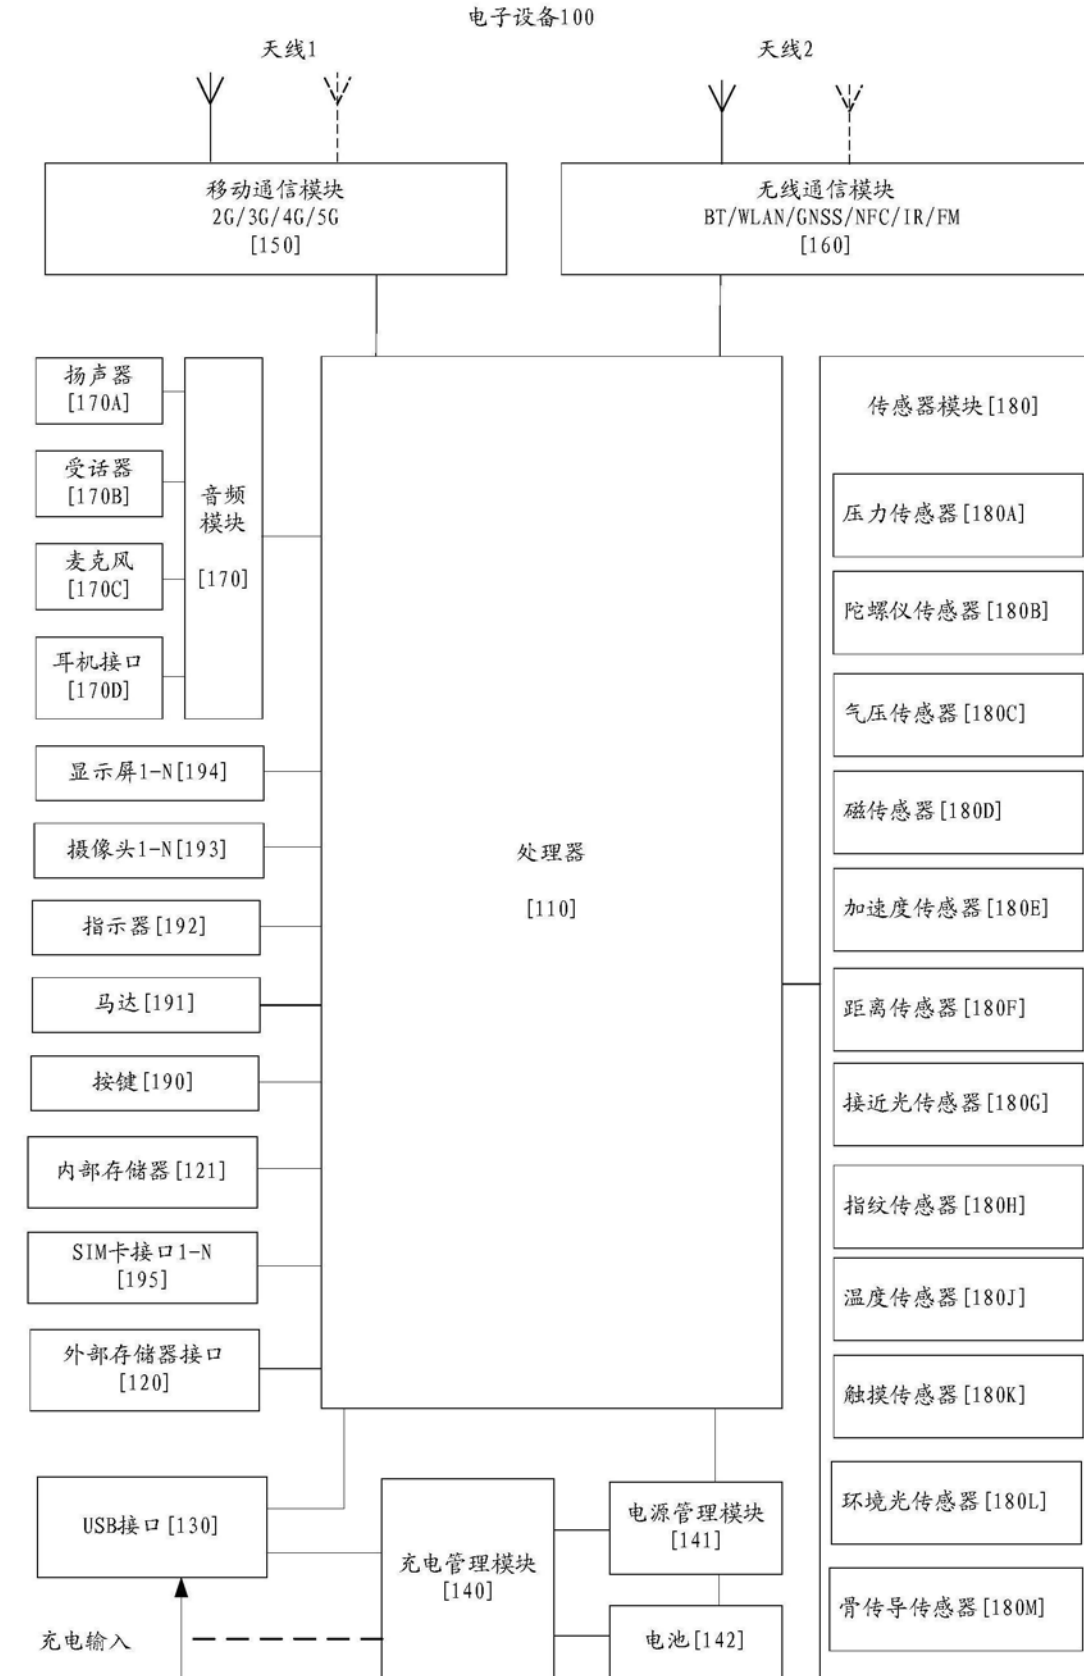 电子设备100
天线1
天线2
移动通信模块
2G/3G/4G/5G
[150]
无线通信模块
BT/WLAN/GNSS/NFC/IR/FM
[160]
扬声器
[170A]
受话器
[170B]
麦克风
[170C]
耳机接口
[170D]
音频
模块
[170]
显示屏1-N[194]
摄像头1-N[193]
指示器[192]
马达[191]
按键[190]
内部存储器[121]
SIM卡接口1-N
[195]
外部存储器接口
[120]
处理器
[110]
传感器模块[180]
压力传感器[180A]
陀螺仪传感器[180B]
气压传感器[180C]
磁传感器[180D]
加速度传感器[180E]
距离传感器[180F]
接近光传感器[180G]
指纹传感器[180H]
温度传感器[180J]
触摸传感器[180K]
环境光传感器[180L]
骨传导传感器[180M]
USB接口[130]
充电管理模块
[140]
电源管理模块
[141]
电池[142]
充电输入